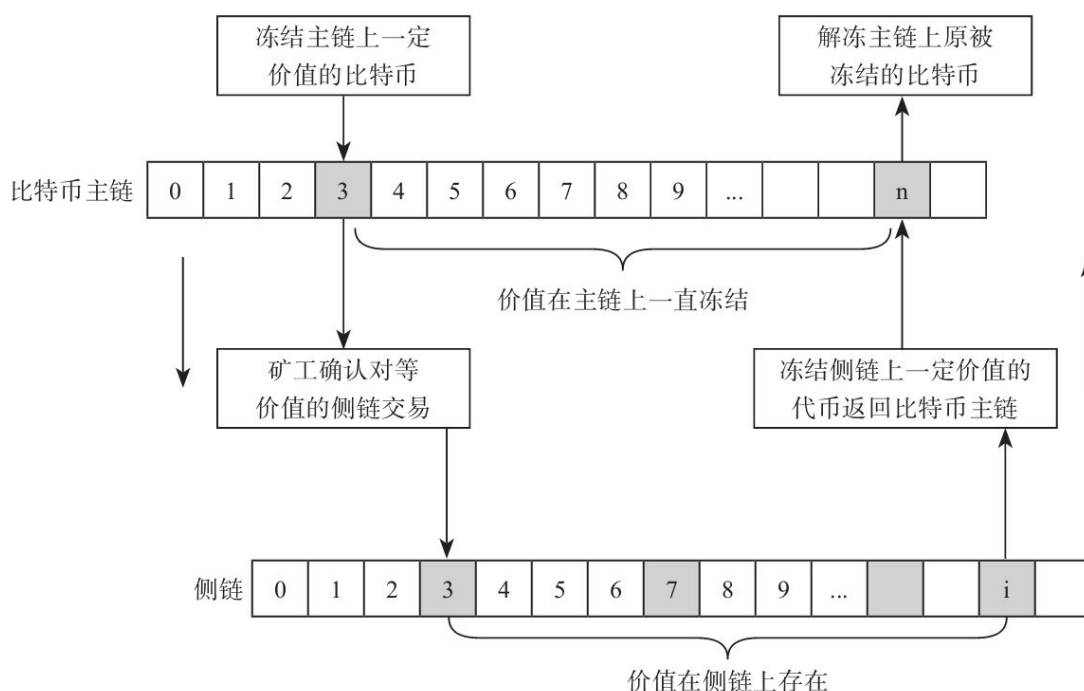 冻结主链上一定
价值的比特币
解冻主链上原被
冻结的比特币
比特币主链 0 1 2 3 4 5 6 7 8 9 ... n
价值在主链上一直冻结
矿工确认对等
价值的侧链交易
冻结侧链上一定价值的
代币返回比特币主链
侧链 0 1 2 3 4 5 6 7 8 9 ... i
价值在侧链上存在